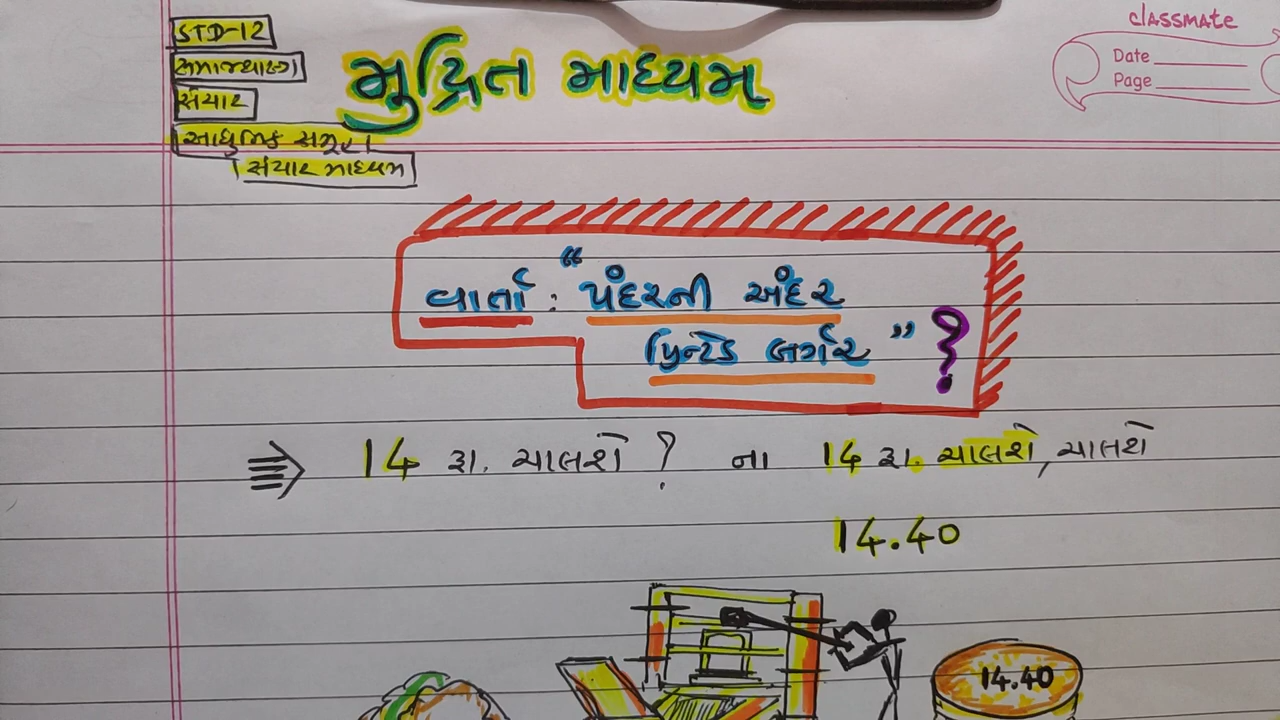 STD-12
સમાજશાસ્ત્ર
સંચાર
આધુનિક સમૂહ
સંચાર માધ્યમ
મુદ્રિત માધ્યમ
classmate
Date
Page
વાર્તા : “ પંદરની અંદર
પ્રિન્ટેડ બર્ગર ” ?
14 રૂા. ચાલશે ? ના 14 રૂા. ચાલશે, ચાલશે
14.40
14.40